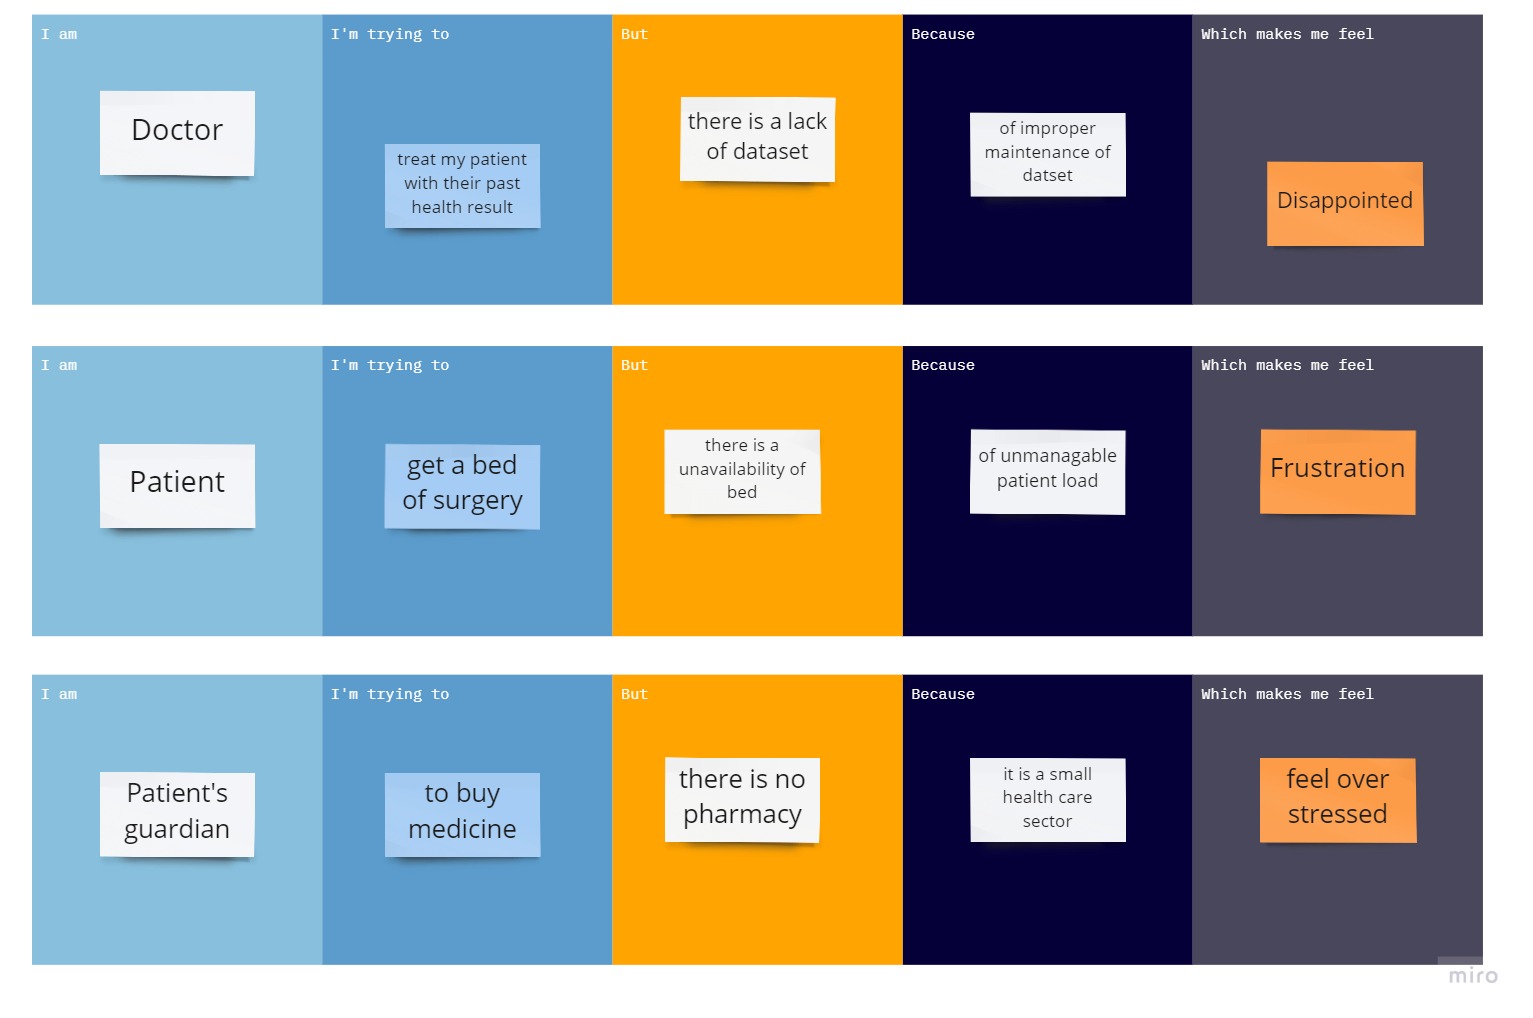 I am
I'm trying to
But
Because
Which makes me feel
Doctor
treat my patient
with their past
health result
there is a lack
of dataset
of improper
maintenance of
datset
Disappointed
I am
I'm trying to
But
Because
Which makes me feel
Patient
get a bed
of surgery
there is a
unavailability of
bed
of unmanagable
patient load
Frustration
I am
I'm trying to
But
Because
Which makes me feel
Patient's
guardian
to buy
medicine
there is no
pharmacy
it is a small
health care
sector
feel over
stressed
miro